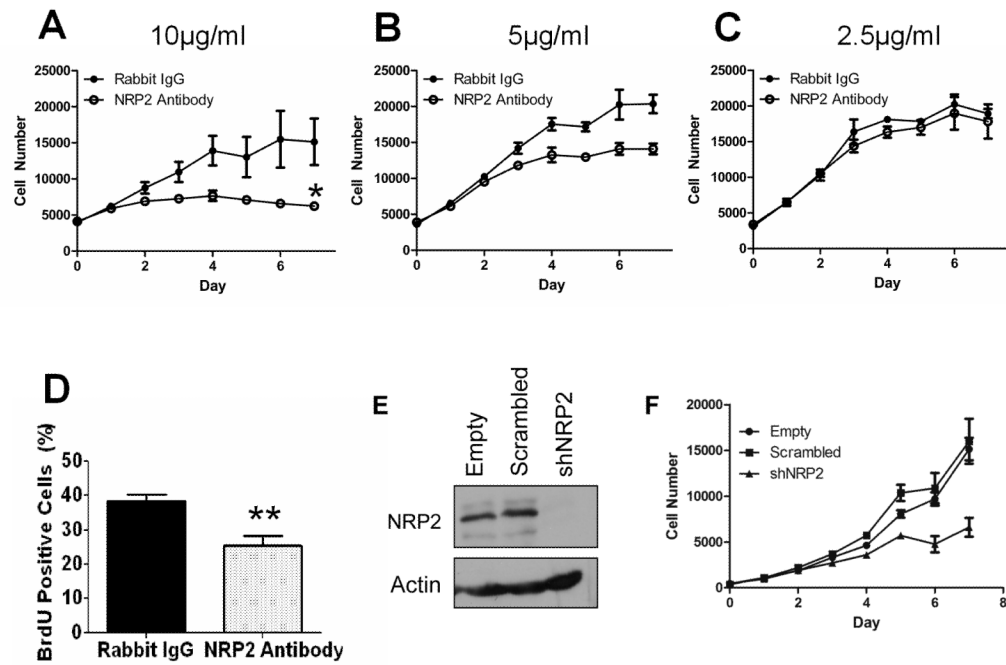 A
10µg/ml
25000
20000
15000
10000
5000
0
Cell Number
Rabbit IgG
NRP2 Antibody
*
0 2 4 6
Day
B
5µg/ml
25000
20000
15000
10000
5000
0
Cell Number
Rabbit IgG
NRP2 Antibody
0 2 4 6
Day
C
2.5µg/ml
25000
20000
15000
10000
5000
0
Cell Number
Rabbit IgG
NRP2 Antibody
0 2 4 6
Day
D
BrdU Positive Cells (%)
50
40
30
20
10
0
**
Rabbit IgG NRP2 Antibody
E
Empty
Scrambled
shNRP2
NRP2
Actin
F
20000
15000
10000
5000
0
Cell Number
Empty
Scrambled
shNRP2
0 2 4 6 8
Day